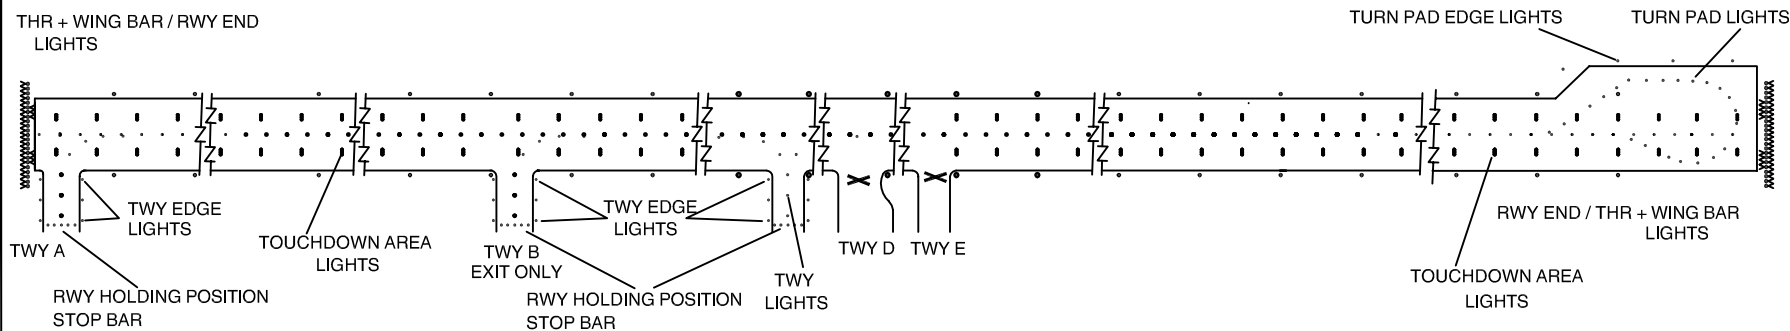 THR + WING BAR / RWY END
LIGHTS
TURN PAD EDGE LIGHTS
TURN PAD LIGHTS
TWY EDGE
LIGHTS
TWY A
TOUCHDOWN AREA
LIGHTS
RWY HOLDING POSITION
STOP BAR
TWY B
EXIT ONLY
TWY EDGE
LIGHTS
RWY HOLDING POSITION
STOP BAR
TWY
LIGHTS
TWY D
TWY E
RWY END / THR + WING BAR
LIGHTS
TOUCHDOWN AREA
LIGHTS